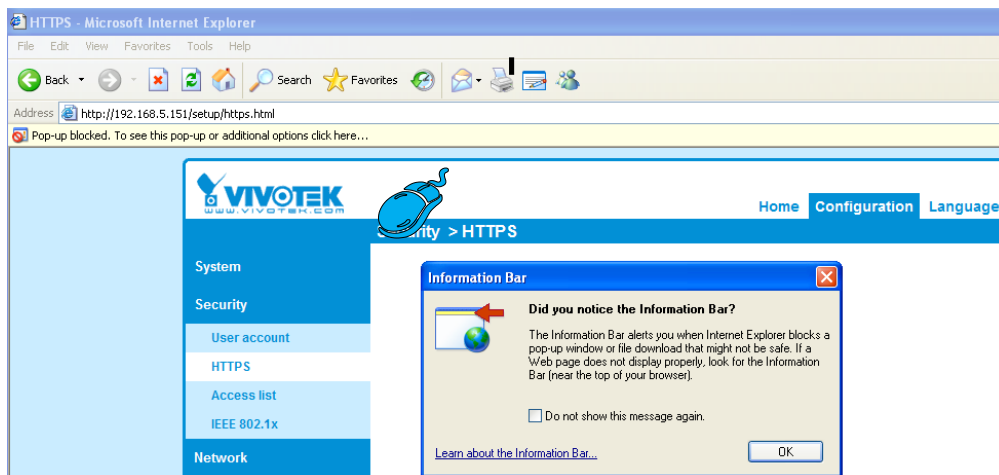 HTTPS - Microsoft Internet Explorer
File Edit View Favorites Tools Help
Back Search Favorites
Address http://192.168.5.151/setup/https.html
Pop-up blocked. To see this pop-up or additional options click here...
VIVOTEK
www.vivotek.com
Home Configuration Language
> HTTPS
System
Security
User account
HTTPS
Access list
IEEE 802.1x
Network
Information Bar
Did you notice the Information Bar?
The Information Bar alerts you when Internet Explorer blocks a
pop-up window or file download that might not be safe. If a
Web page does not display properly, look for the Information
Bar (near the top of your browser).
Do not show this message again.
Learn about the Information Bar...
OK